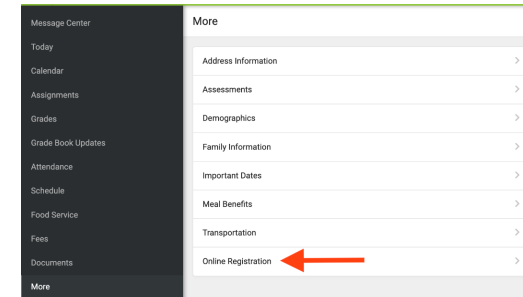 Message Center
Today
Calendar
Assignments
Grades
Grade Book Updates
Attendance
Schedule
Food Service
Fees
Documents
More
More
Address Information
Assessments
Demographics
Family Information
Important Dates
Meal Benefits
Transportation
Online Registration